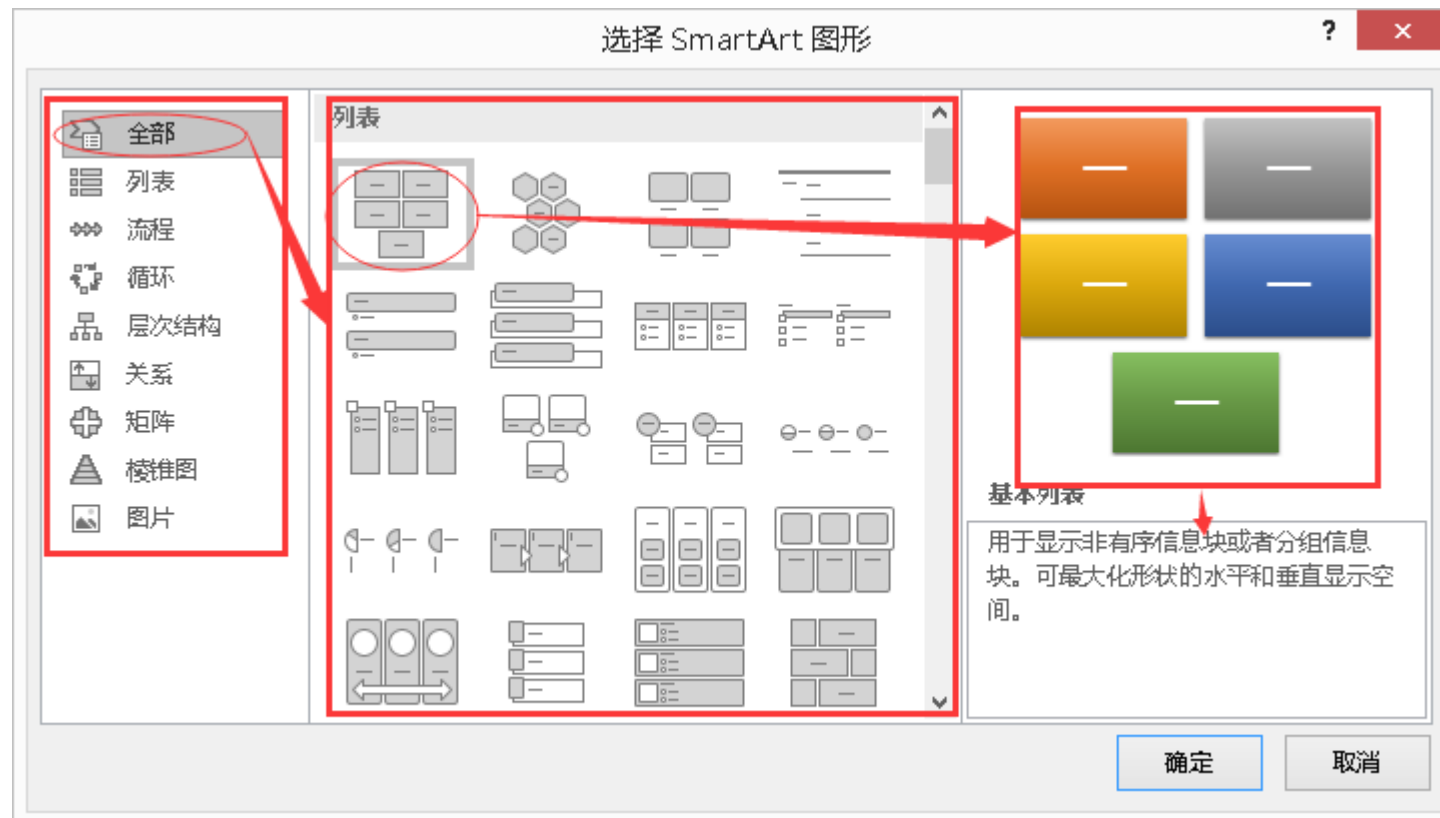 选择 SmartArt 图形
?
×
全部
列表
流程
循环
层次结构
关系
矩阵
棱锥图
图片
列表
基本列表
用于显示非有序信息块或者分组信息
块。可最大化形状的水平和垂直显示空
间。
确定
取消